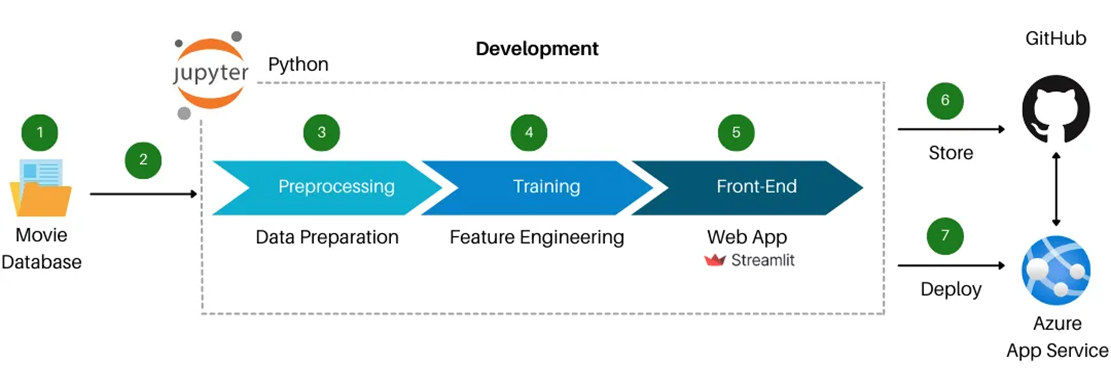 GitHub
Development
Jupyter
Python
1
2
3
4
5
6
7
Preprocessing
Training
Front-End
Store
Movie
Database
Data Preparation
Feature Engineering
Web App
Streamlit
Deploy
Azure
App Service